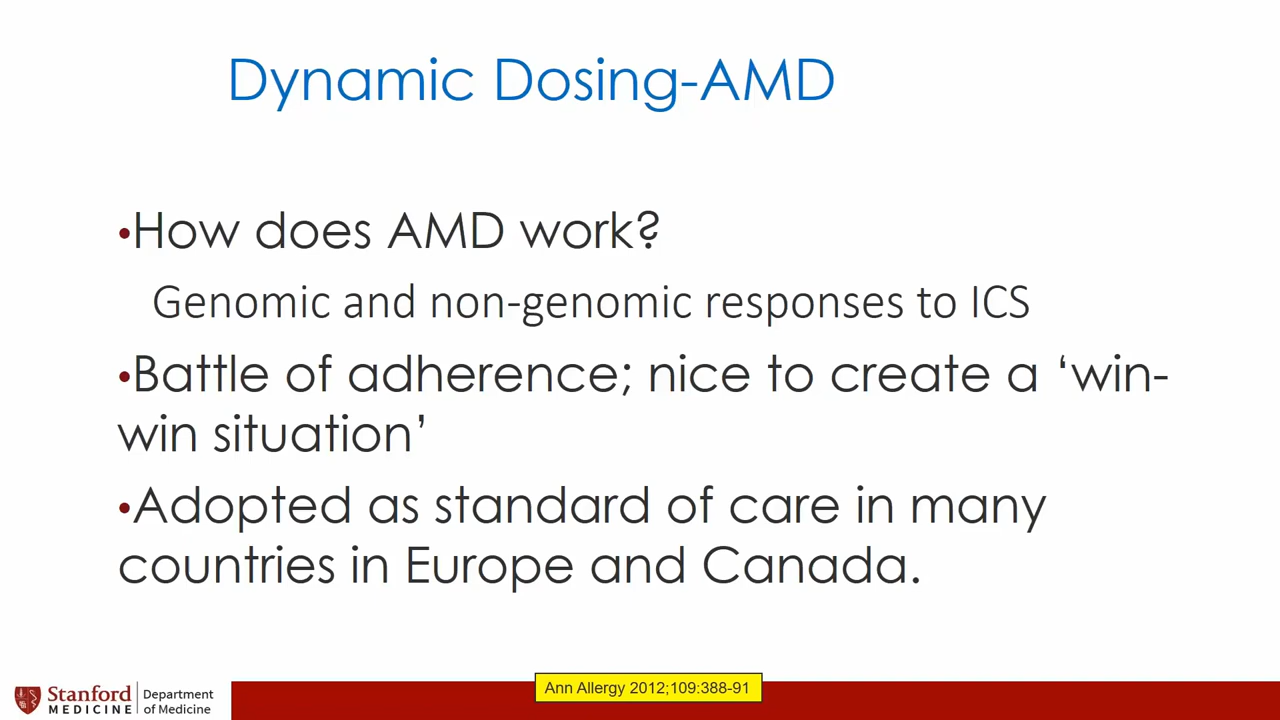 Dynamic Dosing-AMD
•How does AMD work?
Genomic and non-genomic responses to ICS
•Battle of adherence; nice to create a ‘win-
win situation’
•Adopted as standard of care in many
countries in Europe and Canada.
Stanford
MEDICINE
Department
of Medicine
Ann Allergy 2012;109:388-91